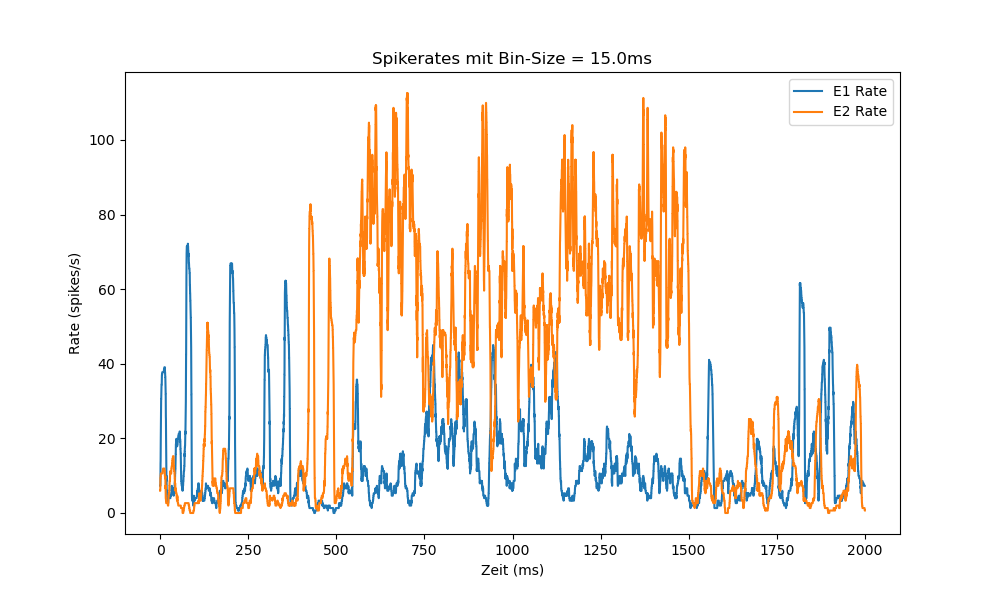 Spikerates mit Bin-Size = 15.0ms
E1 Rate
E2 Rate
Rate (spikes/s)
100
80
60
40
20
0
0 250 500 750 1000 1250 1500 1750 2000
Zeit (ms)